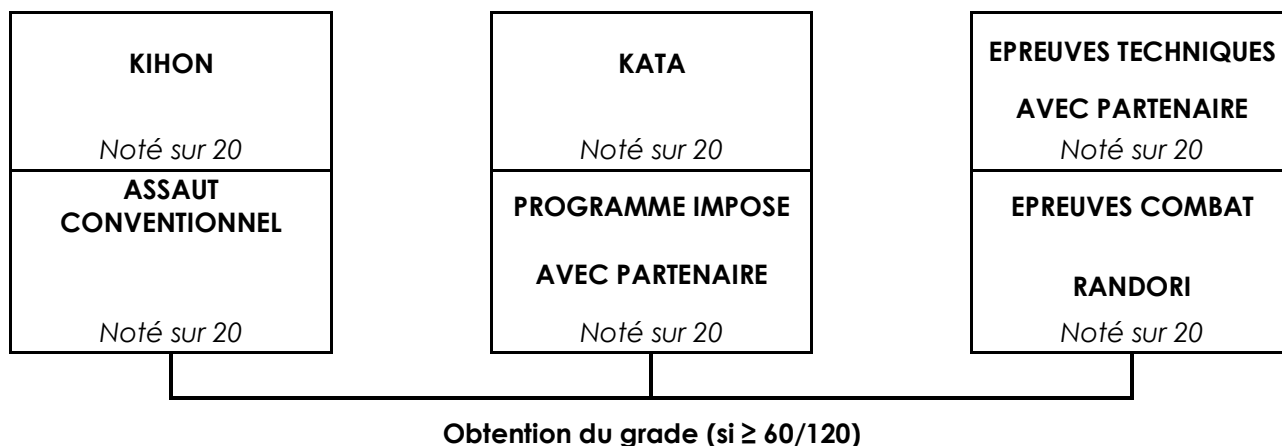 KIHON
Noté sur 20
ASSAUT
CONVENTIONNEL
Noté sur 20
KATA
Noté sur 20
PROGRAMME IMPOSE
AVEC PARTENAIRE
Noté sur 20
EPREUVES TECHNIQUES
AVEC PARTENAIRE
Noté sur 20
EPREUVES COMBAT
RANDORI
Noté sur 20
Obtention du grade (si ≥ 60/120)